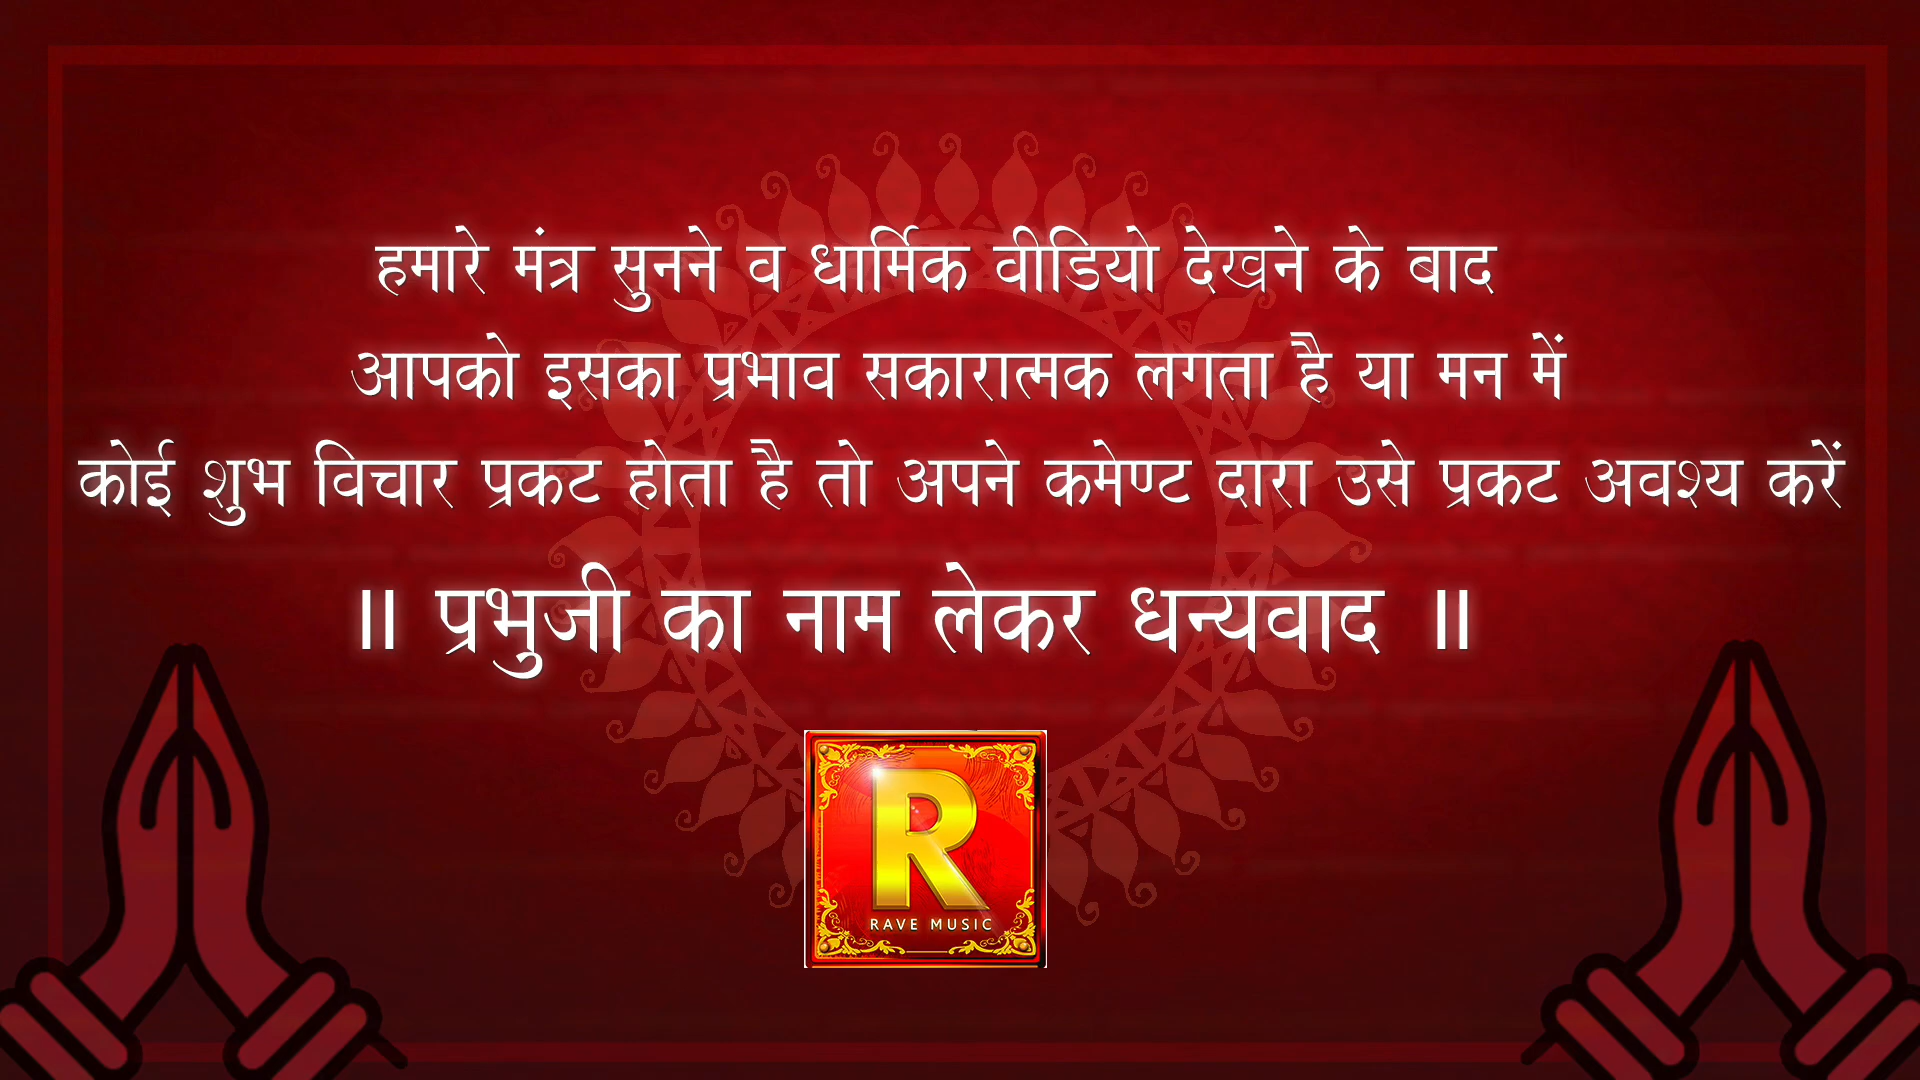 हमारे मंत्र सुनने व धार्मिक वीडियो देखने के बाद
आपको इसका प्रभाव सकारात्मक लगता है या मन में
कोई शुभ विचार प्रकट होता है तो अपने कमेण्ट दारा उसे प्रकट अवश्य करें
॥ प्रभुजी का नाम लेकर धन्यवाद ॥
R
RAVE MUSIC